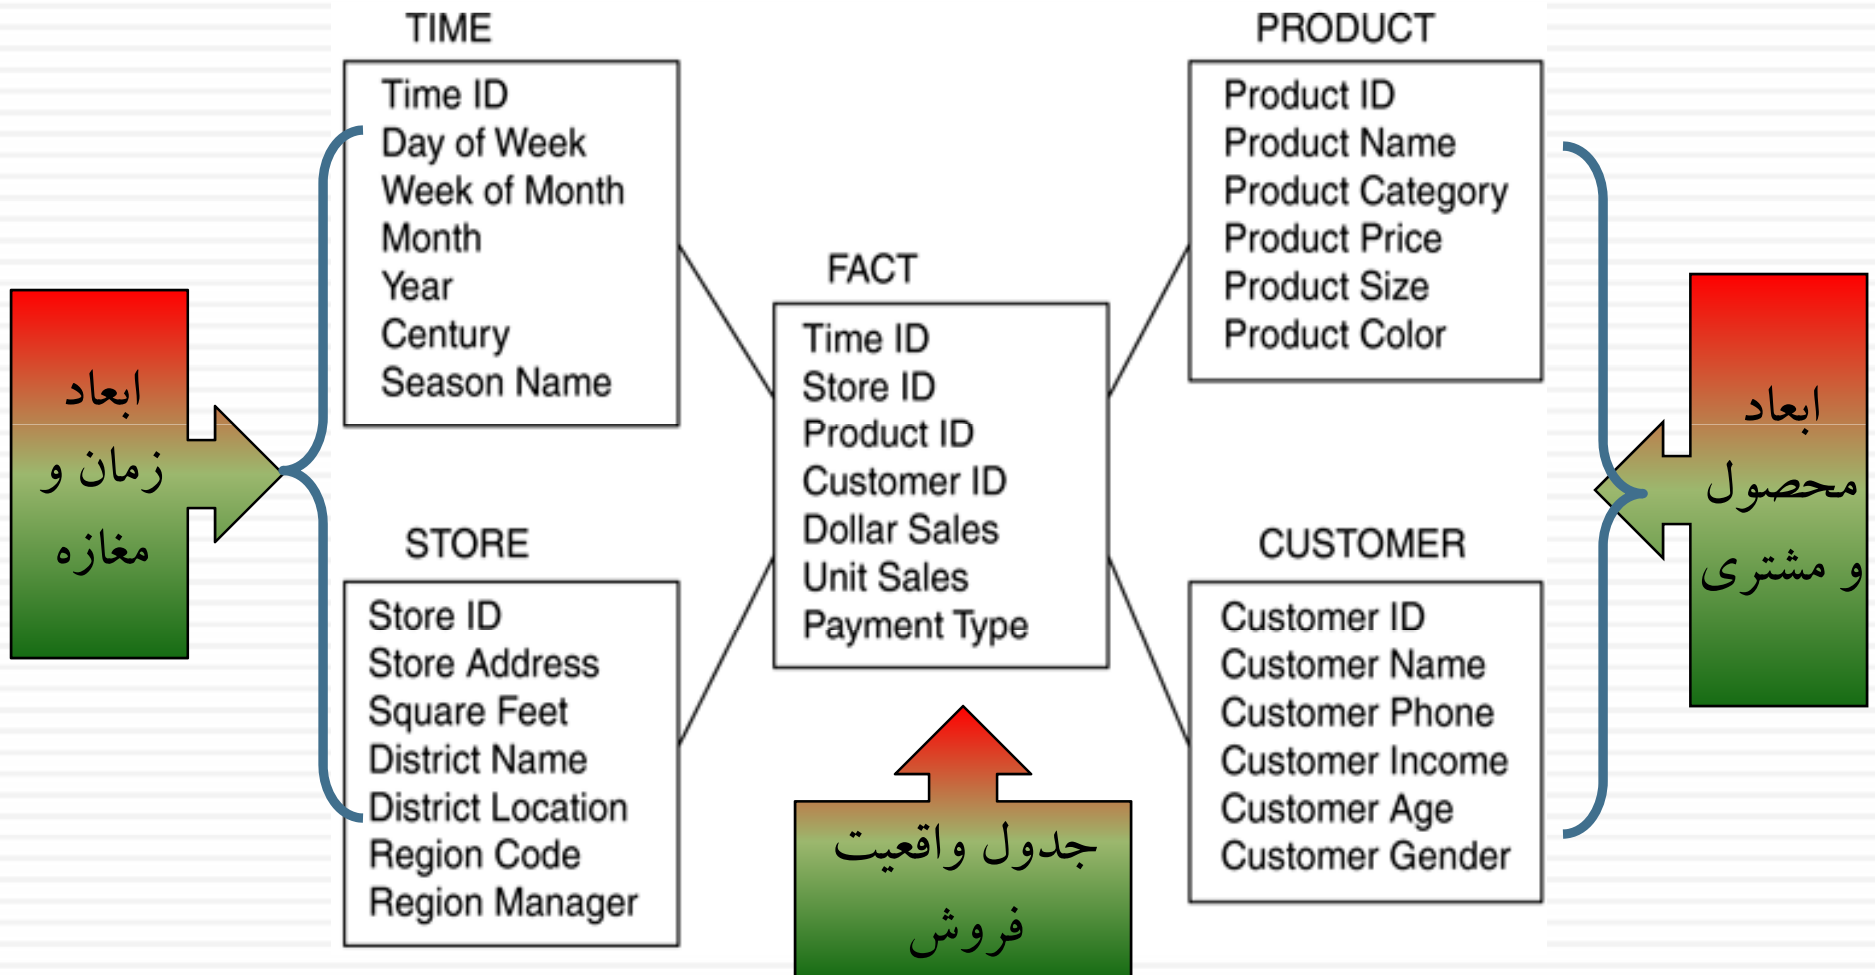 TIME
Time ID
Day of Week
Week of Month
Month
Year
Century
Season Name
PRODUCT
Product ID
Product Name
Product Category
Product Price
Product Size
Product Color
FACT
Time ID
Store ID
Product ID
Customer ID
Dollar Sales
Unit Sales
Payment Type
STORE
Store ID
Store Address
Square Feet
District Name
District Location
Region Code
Region Manager
CUSTOMER
Customer ID
Customer Name
Customer Phone
Customer Income
Customer Age
Customer Gender
ابعاد
زمان و
مغازه
ابعاد
محصول
و مشتری
جدول واقعیت
فروش